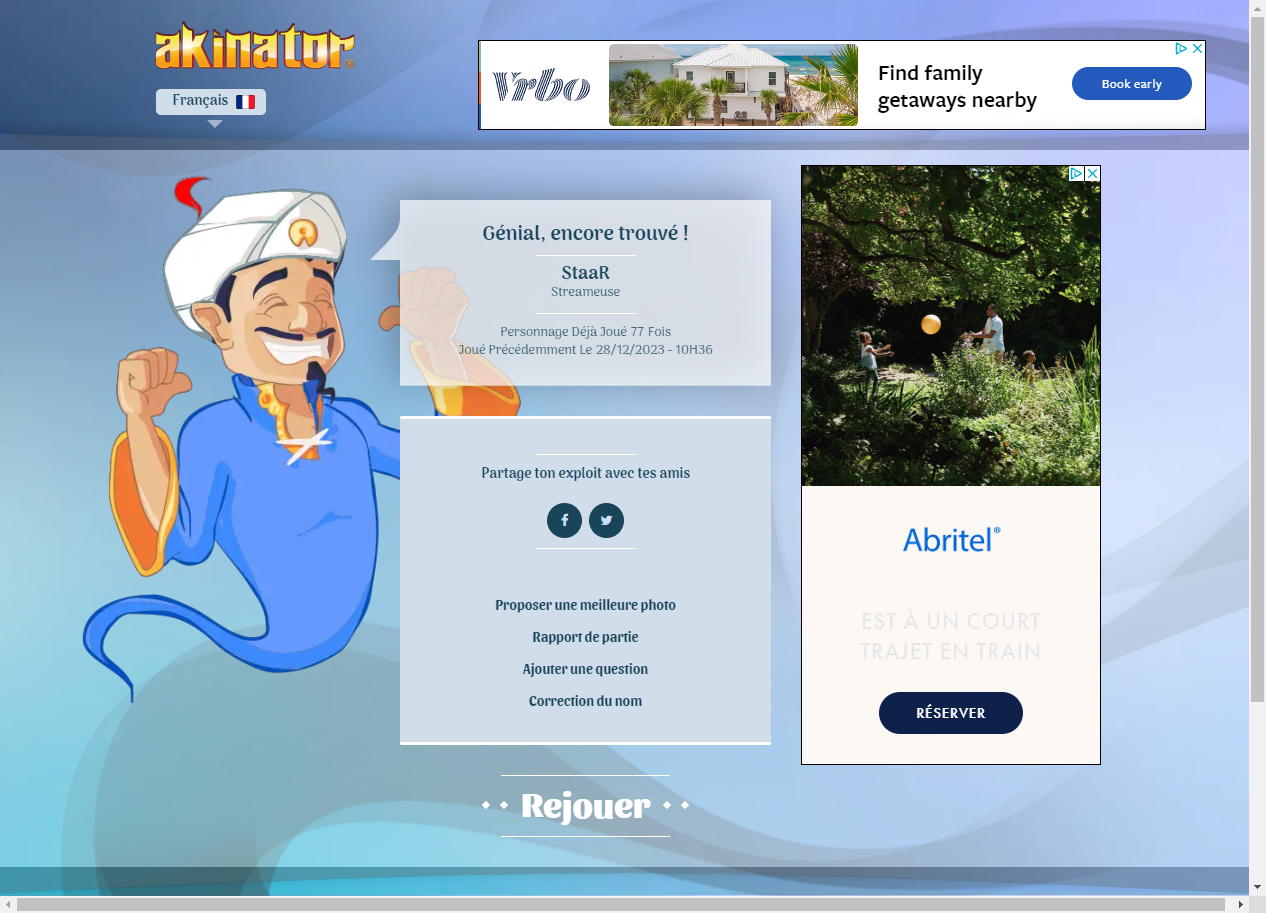 akinator
Français
Vrbo
Find family
getaways nearby
Book early
Génial, encore trouvé !
StaaR
Streameuse
Personnage Déjà Joué 77 Fois
Joué Précédemment Le 28/12/2023 - 10H36
Partage ton exploit avec tes amis
Proposer une meilleure photo
Rapport de partie
Ajouter une question
Correction du nom
Rejouer
Abritel®
EST À UN COURT
TRAJET EN TRAIN
RÉSERVER